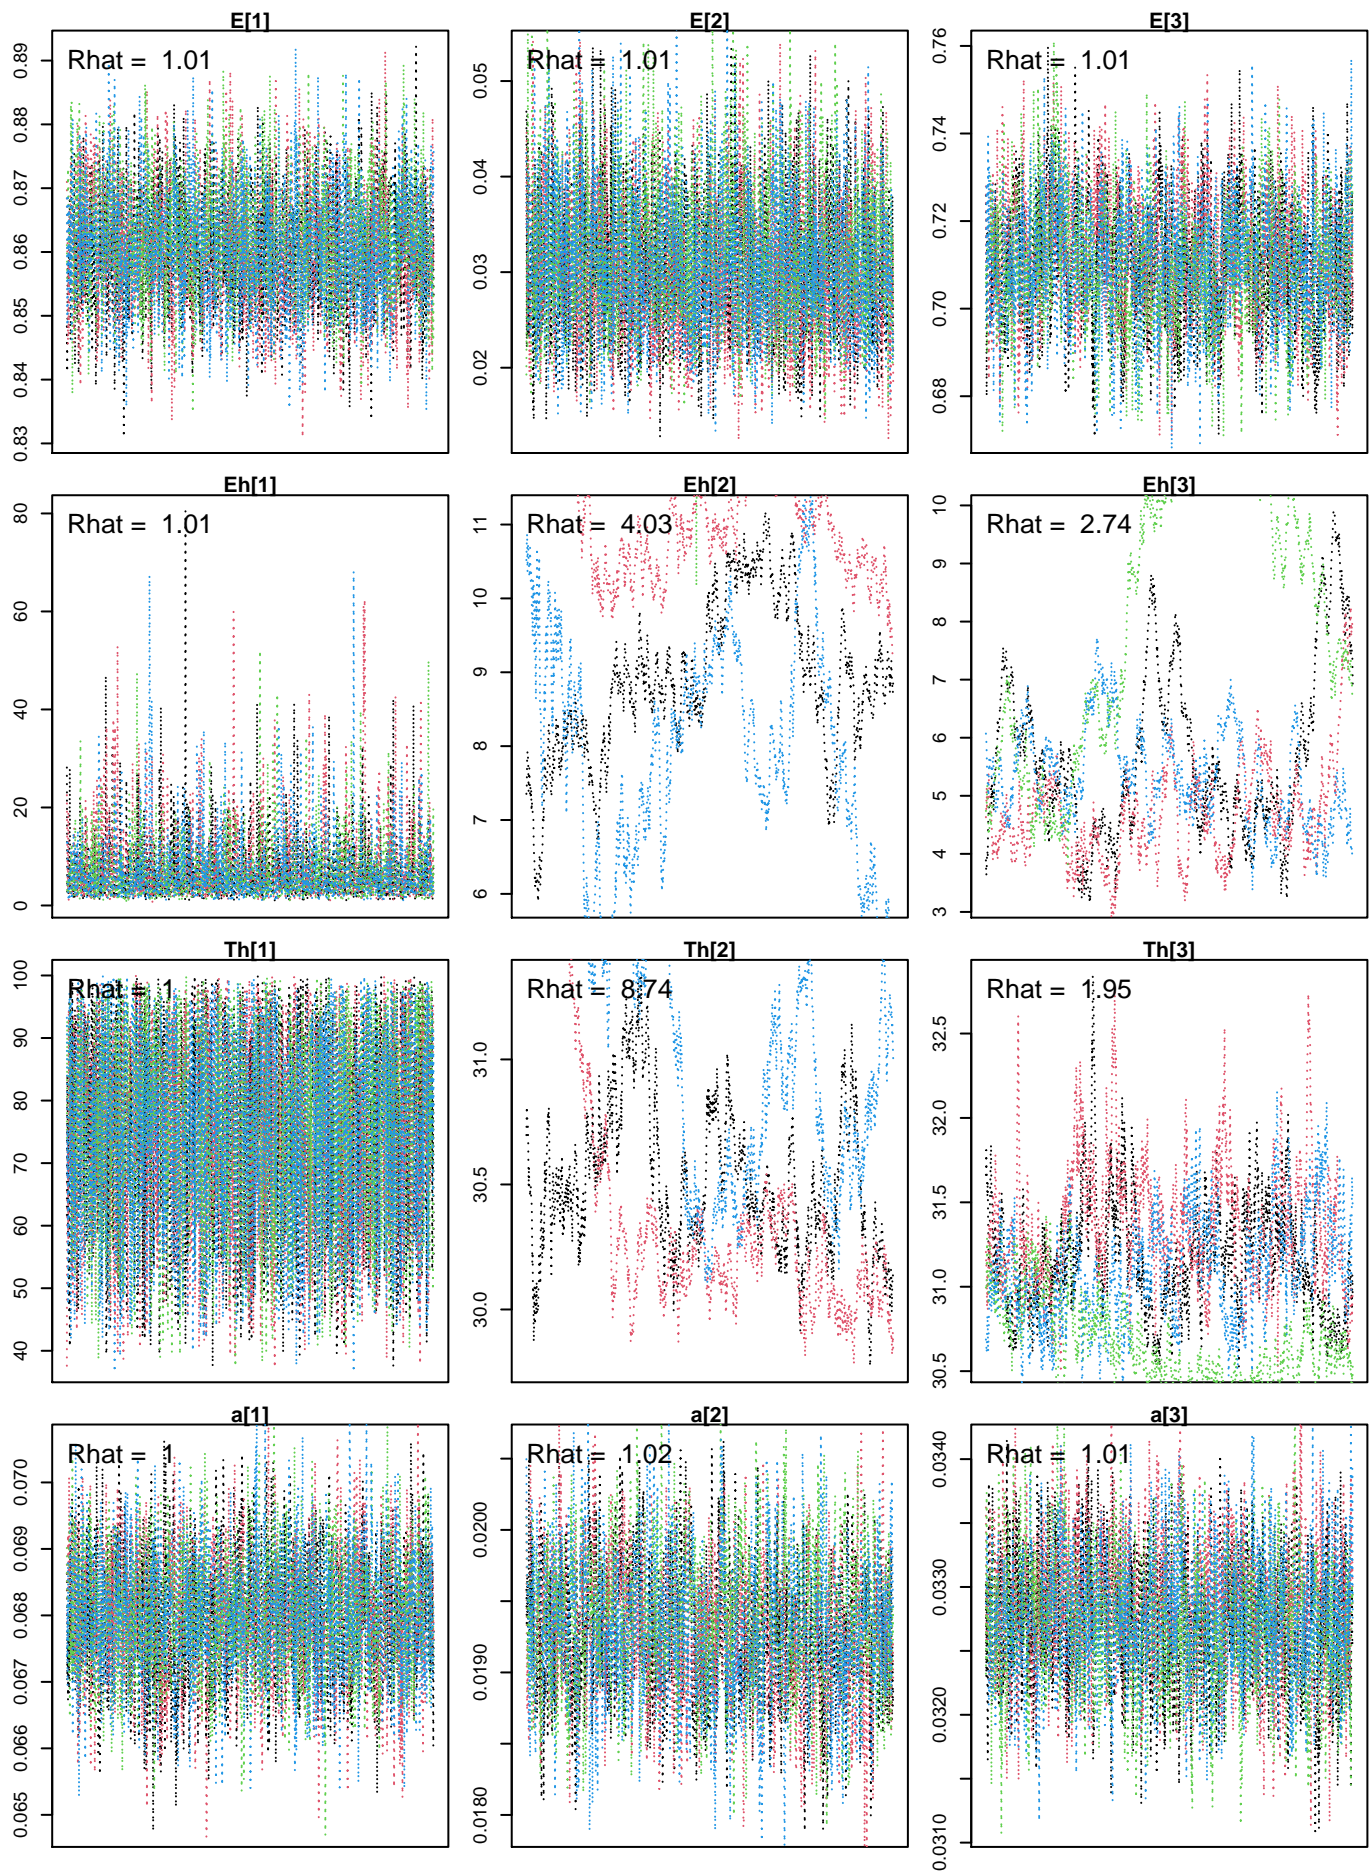 E[1]
E[2]
E[3]
Rhat = 1.01
Rhat = 1.01
Rhat = 1.01
0.89
0.88
0.87
0.86
0.85
0.84
0.83
0.05
0.04
0.03
0.02
0.76
0.74
0.72
0.70
0.68
Eh[1]
Eh[2]
Eh[3]
Rhat = 1.01
Rhat = 4.03
Rhat = 2.74
80
60
40
20
0
11
10
9
8
7
6
10
9
8
7
6
5
4
3
Th[1]
Th[2]
Th[3]
Rhat = 1
Rhat = 8.74
Rhat = 1.95
100
90
80
70
60
50
40
31.0
30.5
30.0
32.5
32.0
31.5
31.0
30.5
a[1]
a[2]
a[3]
Rhat = 1
Rhat = 1.02
Rhat = 1.01
0.070
0.069
0.068
0.067
0.066
0.065
0.0200
0.0190
0.0180
0.0340
0.0330
0.0320
0.0310